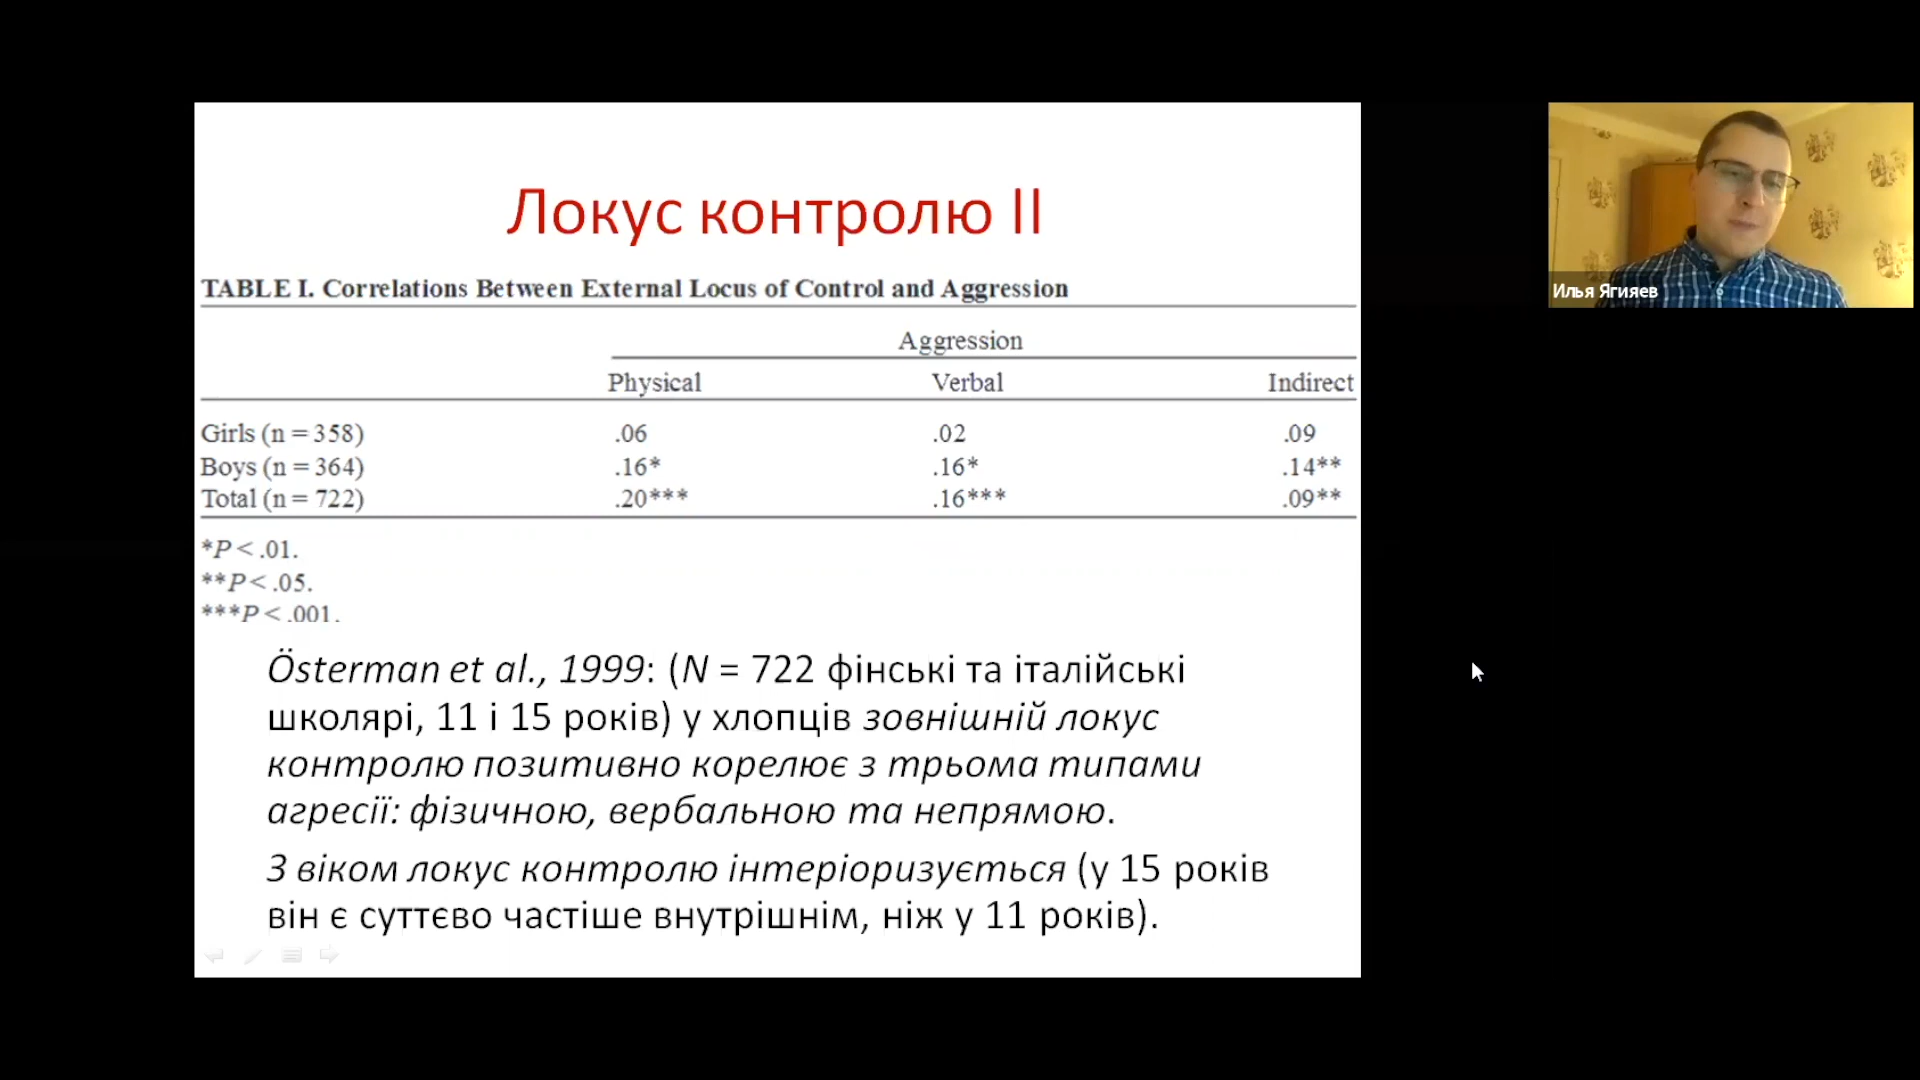 Локус контролю II
TABLE I. Correlations Between External Locus of Control and Aggression
Aggression
Physical Verbal Indirect
Girls (n = 358) .06 .02 .09
Boys (n = 364) .16* .16* .14**
Total (n = 722) .20*** .16*** .09**
*P < .01.
**P < .05.
***P < .001.
Österman et al., 1999: (N = 722 фінські та італійські
школярі, 11 і 15 років) у хлопців зовнішній локус
контролю позитивно корелює з трьома типами
агресії: фізичною, вербальною та непрямою.
З віком локус контролю інтеріоризується (у 15 років
він є суттєво частіше внутрішнім, ніж у 11 років).
Илья Ягияев